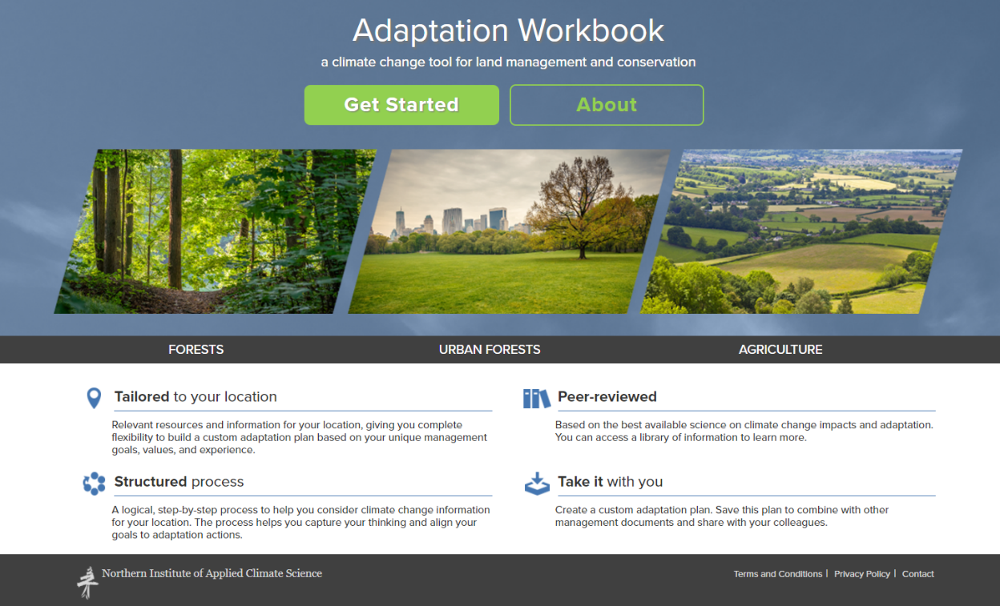 Adaptation Workbook
a climate change tool for land management and conservation
Get Started
About
FORESTS
URBAN FORESTS
AGRICULTURE
Tailored to your location
Relevant resources and information for your location, giving you complete
flexibility to build a custom adaptation plan based on your unique management
goals, values, and experience.
Peer-reviewed
Based on the best available science on climate change impacts and adaptation.
You can access a library of information to learn more.
Structured process
A logical, step-by-step process to help you consider climate change information
for your location. The process helps you capture your thinking and align your
goals to adaptation actions.
Take it with you
Create a custom adaptation plan. Save this plan to combine with other
management documents and share with your colleagues.
Northern Institute of Applied Climate Science
Terms and Conditions | Privacy Policy | Contact